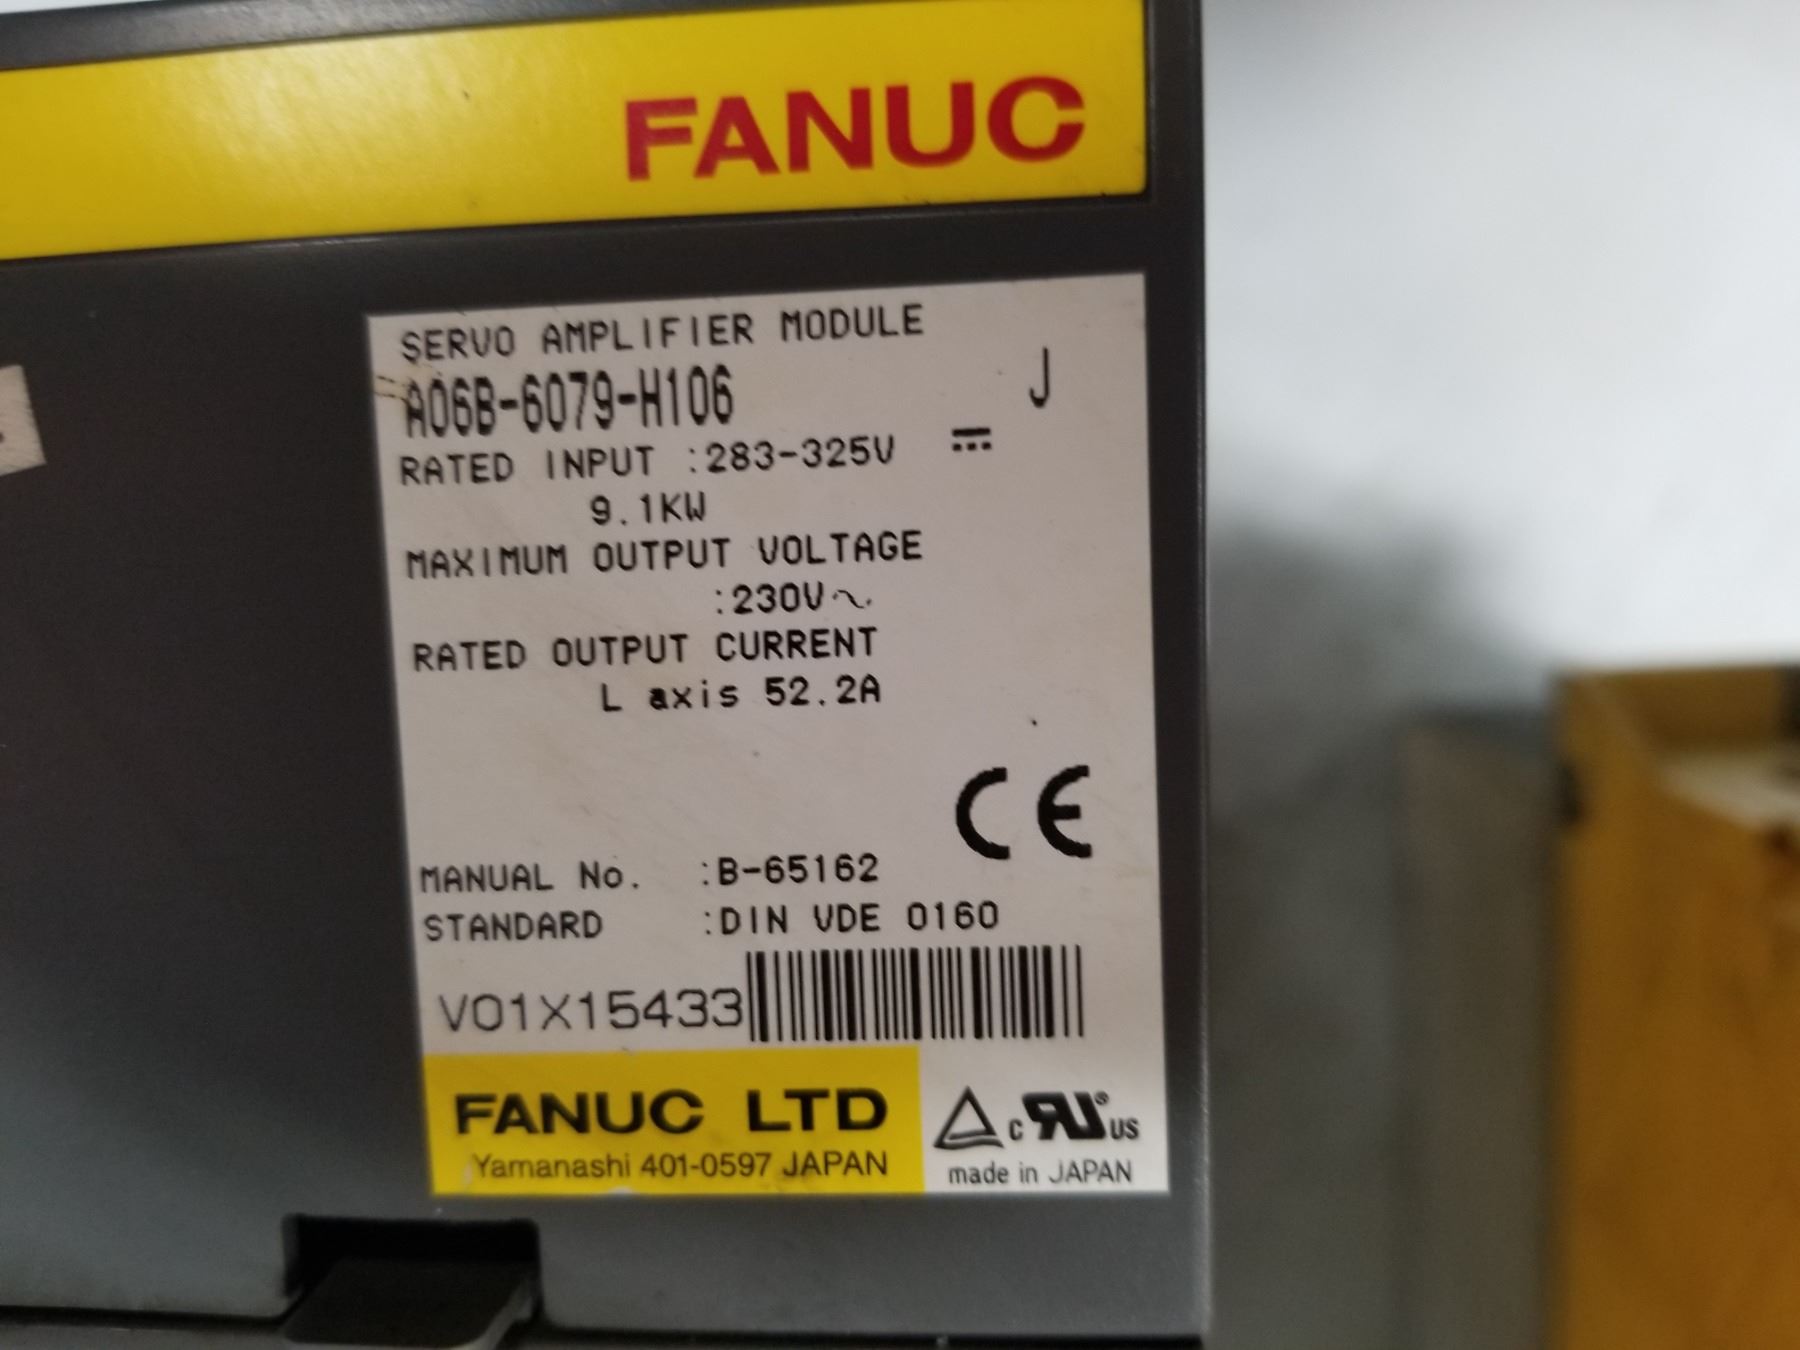 FANUC
SERVO AMPLIFIER MODULE
A06B-6079-H106 J
RATED INPUT :283-325V ⎓
9.1KW
MAXIMUM OUTPUT VOLTAGE
:230V～
RATED OUTPUT CURRENT
L axis 52.2A
CE
MANUAL No. :B-65162
STANDARD :DIN VDE 0160
V01X15433
FANUC LTD
Yamanashi 401-0597 JAPAN
c RU® US
made in JAPAN